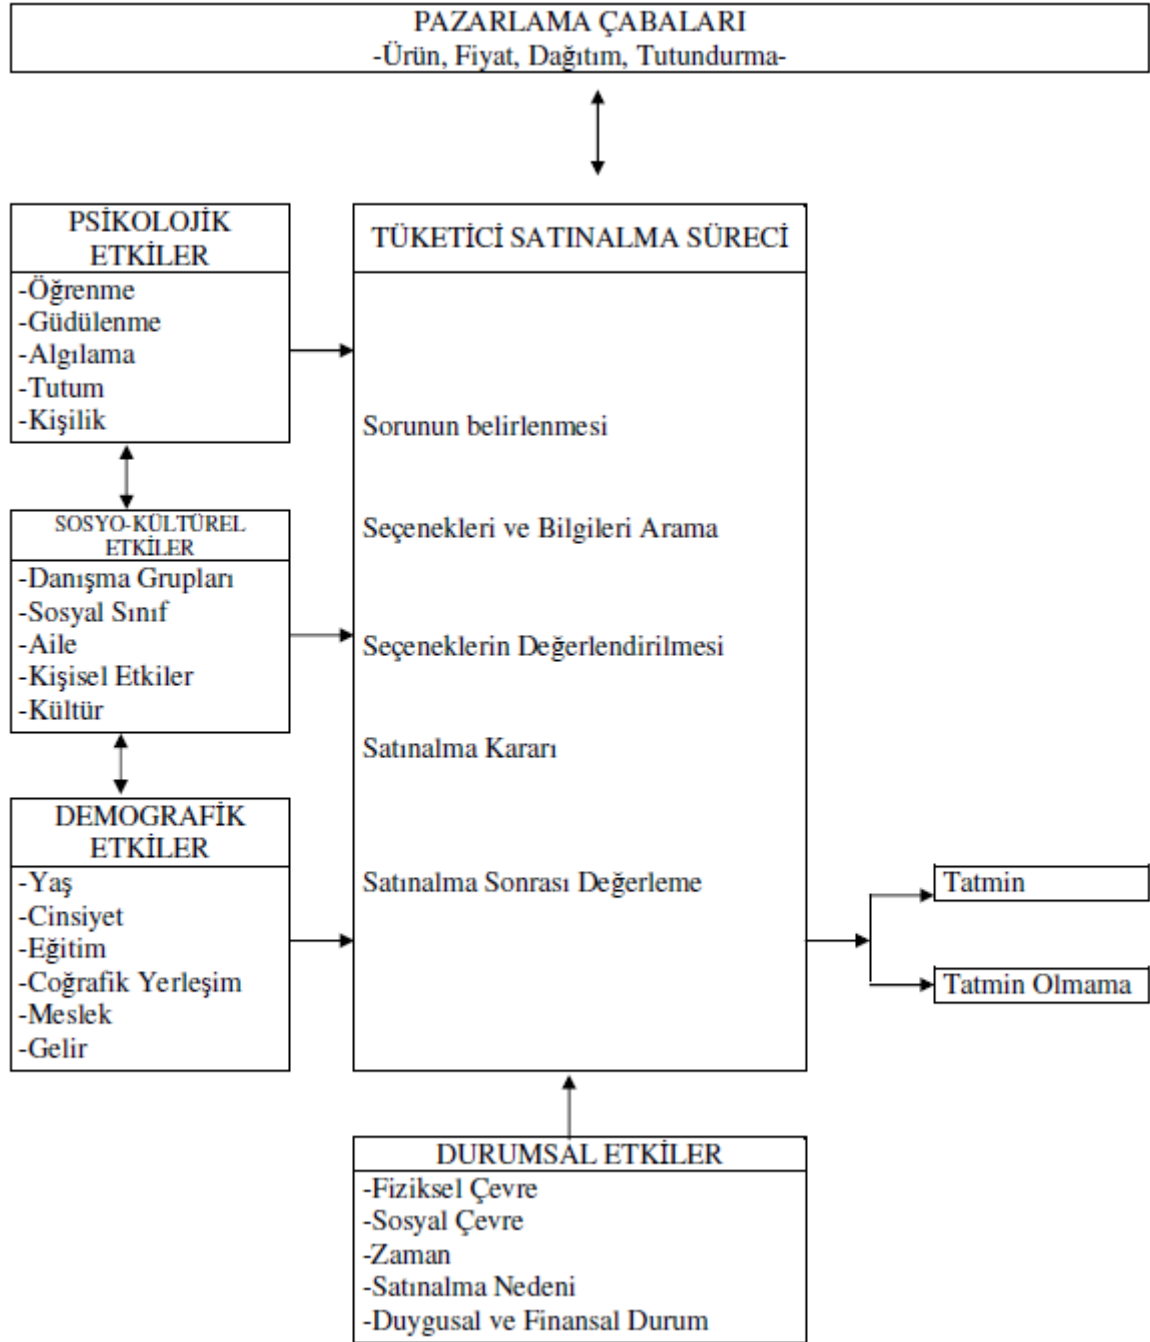 PAZARLAMA ÇABALARI
-Ürün, Fiyat, Dağıtım, Tutundurma-
PSİKOLOJİK
ETKİLER
-Öğrenme
-Güdülenme
-Algılama
-Tutum
-Kişilik
SOSYO-KÜLTÜREL
ETKİLER
-Danışma Grupları
-Sosyal Sınıf
-Aile
-Kişisel Etkiler
-Kültür
DEMOGRAFİK
ETKİLER
-Yaş
-Cinsiyet
-Eğitim
-Coğrafik Yerleşim
-Meslek
-Gelir
TÜKETİCİ SATINALMA SÜRECİ
Sorunun belirlenmesi
Seçenekleri ve Bilgileri Arama
Seçeneklerin Değerlendirilmesi
Satınalma Kararı
Satınalma Sonrası Değerleme
Tatmin
Tatmin Olmama
DURUMSAL ETKİLER
-Fiziksel Çevre
-Sosyal Çevre
-Zaman
-Satınalma Nedeni
-Duygusal ve Finansal Durum